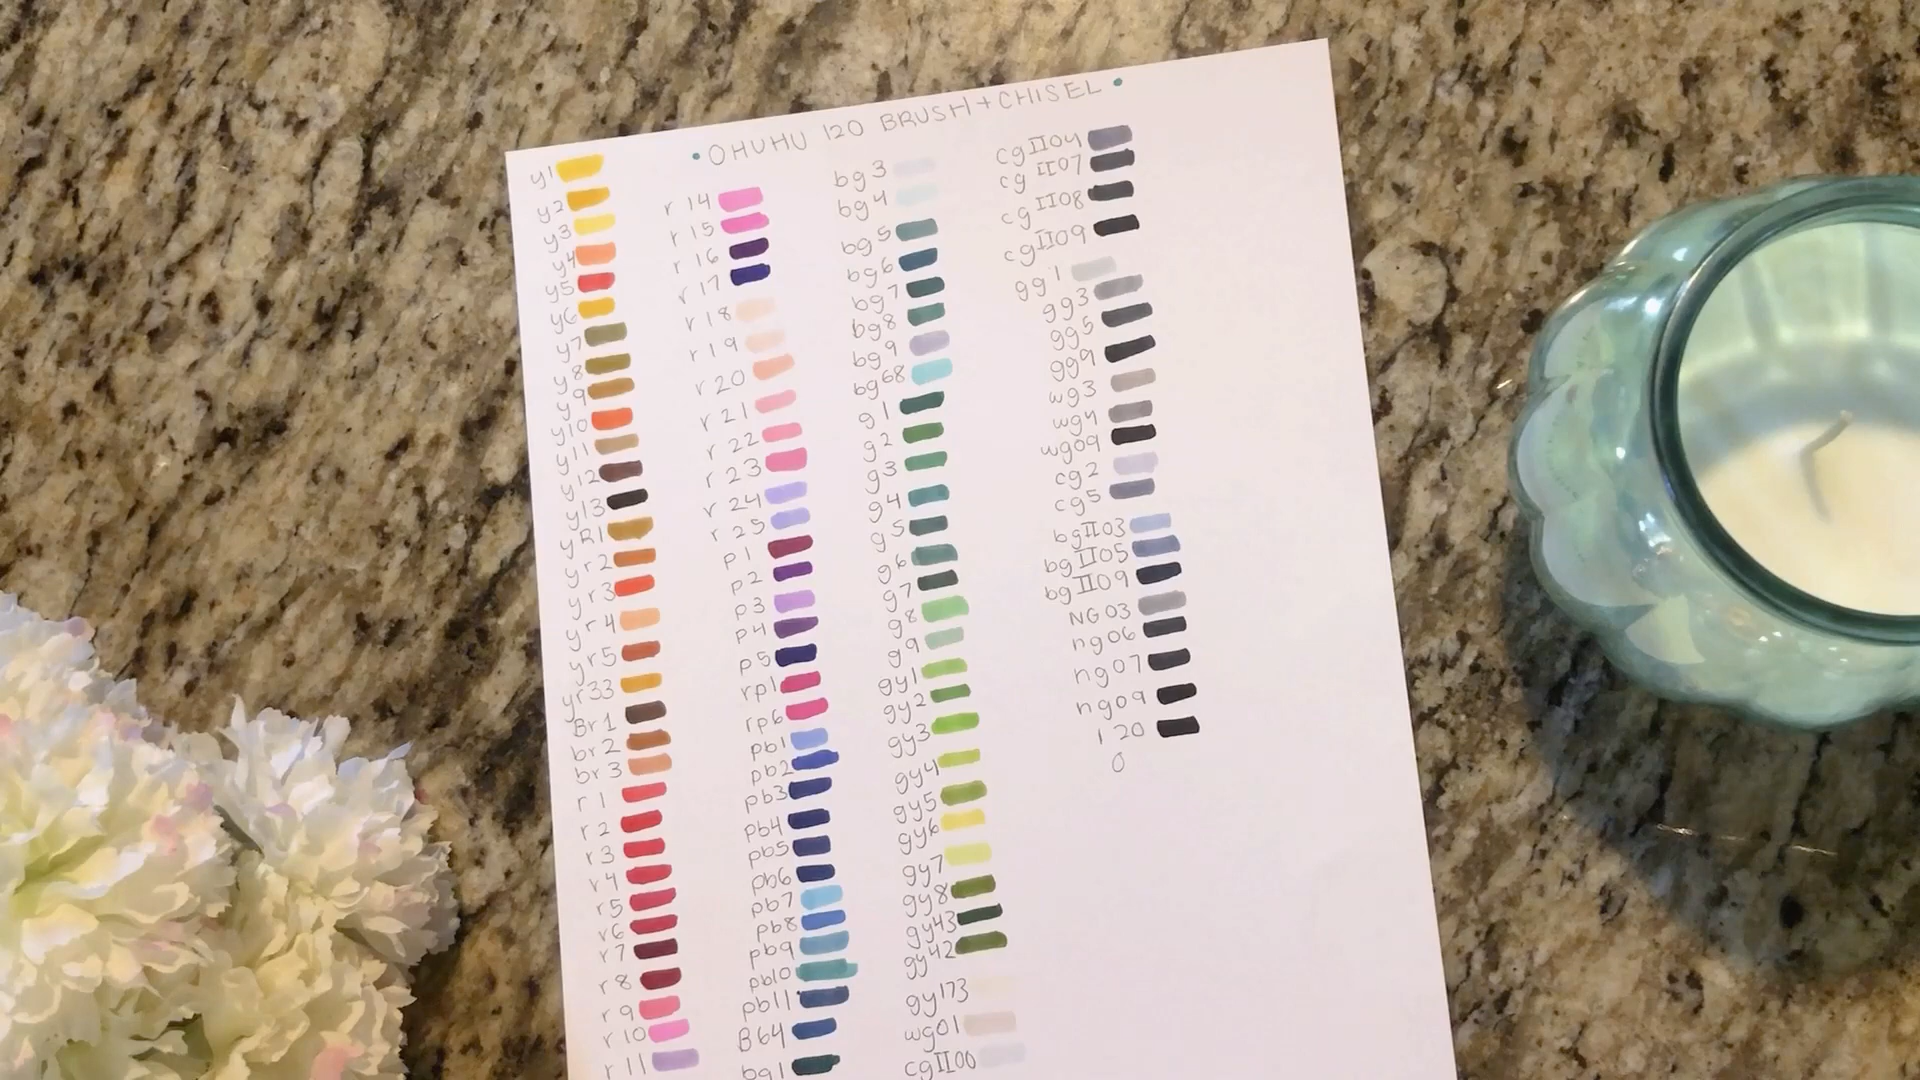 • OHUHU 120 BRUSH + CHISEL •
y1
y2
y3
y4
y5
y6
y7
y8
y9
y10
y11
y12
y13
yR1
yr2
yr3
yr4
yr5
yr33
Br1
br2
br3
r1
r2
r3
r4
r5
r6
r7
r8
r9
r10
r11
r14
r15
r16
r17
r18
r19
r20
r21
r22
r23
r24
r25
p1
p2
p3
p4
p5
rp1
rp6
pb1
pb2
pb3
pb4
pb5
pb6
pb7
pb8
pb9
pb10
pb11
B64
bg1
bg3
bg4
bg5
bg6
bg7
bg8
bg9
bg68
g1
g2
g3
g4
g5
g6
g7
g8
g9
gy1
gy2
gy3
gy4
gy5
gy6
gy7
gy8
gy43
gy42
gy173
wg01
cgII00
cgII04
cgII07
cgII08
cgII09
gg1
gg3
gg5
gg9
wg3
wg4
wg09
cg2
cg5
bgII03
bgII05
bgII09
NG03
ng06
ng07
ng09
120
0